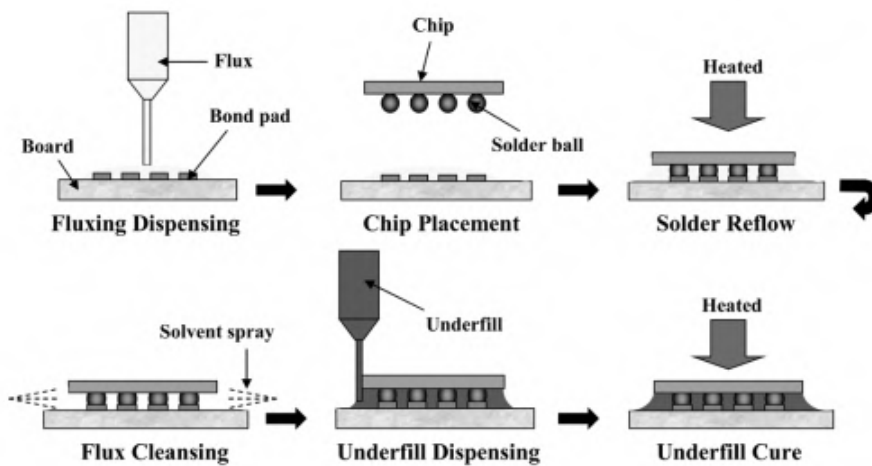 Flux
Bond pad
Board
Fluxing Dispensing
Chip
Solder ball
Chip Placement
Heated
Solder Reflow
Solvent spray
Flux Cleansing
Underfill
Underfill Dispensing
Heated
Underfill Cure